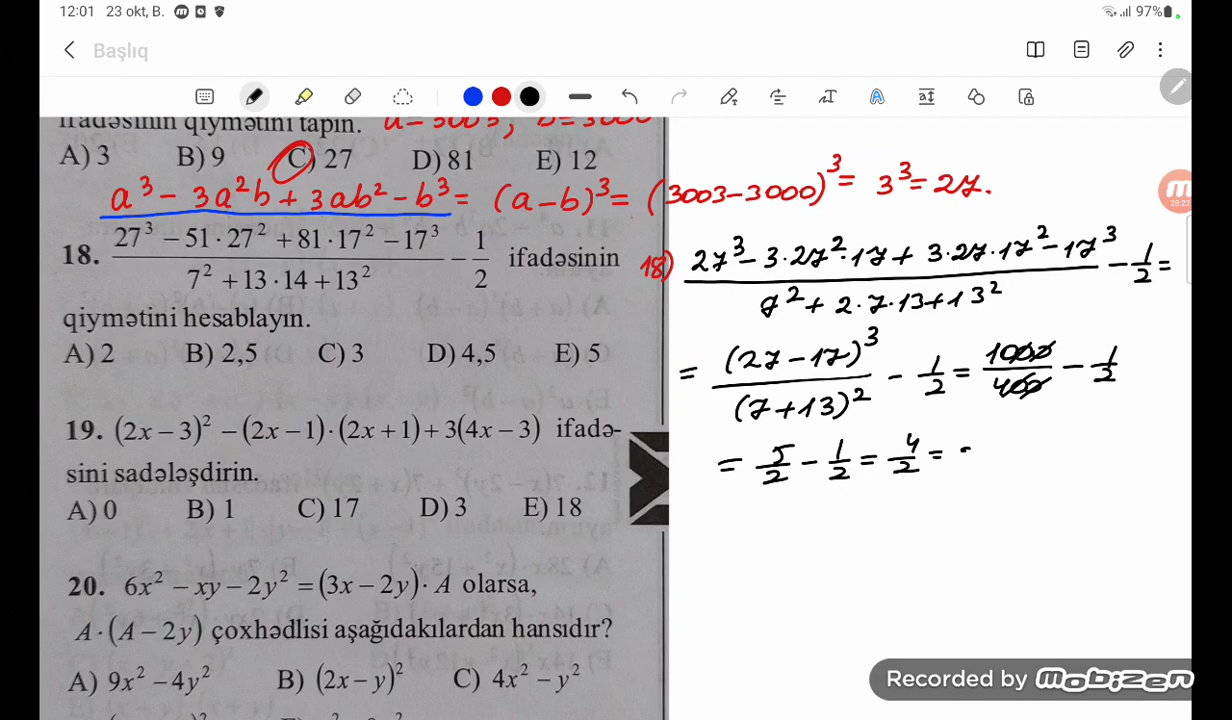 12:01 23 okt, B. 97%
Başlıq
ifadəsinin qiymətini tapın. a-3003, b=3000
A) 3 B) 9 C) 27 D) 81 E) 12
a³ - 3a²b + 3ab² - b³ = (a-b)³ = (3003-3000)³ = 3³ = 27.
18. (27³ - 51·27² + 81·17² - 17³)/(7² + 13·14 + 13²) - 1/2 ifadəsinin
qiymətini hesablayın.
A) 2 B) 2,5 C) 3 D) 4,5 E) 5
19. (2x-3)² - (2x-1)·(2x+1) + 3(4x-3) ifadə-
sini sadələşdirin.
A) 0 B) 1 C) 17 D) 3 E) 18
20. 6x² - xy - 2y² = (3x-2y)·A olarsa,
A·(A-2y) çoxhədlisi aşağıdakılardan hansıdır?
A) 9x² - 4y² B) (2x-y)² C) 4x² - y²
18) (27³ - 3·27²·17 + 3·27·17² - 17³)/(7² + 2·7·13 + 13²) - 1/2 =
= (27-17)³/(7+13)² - 1/2 = 1000/400 - 1/2
= 5/2 - 1/2 = 4/2 =
28:22
Recorded by mobizen